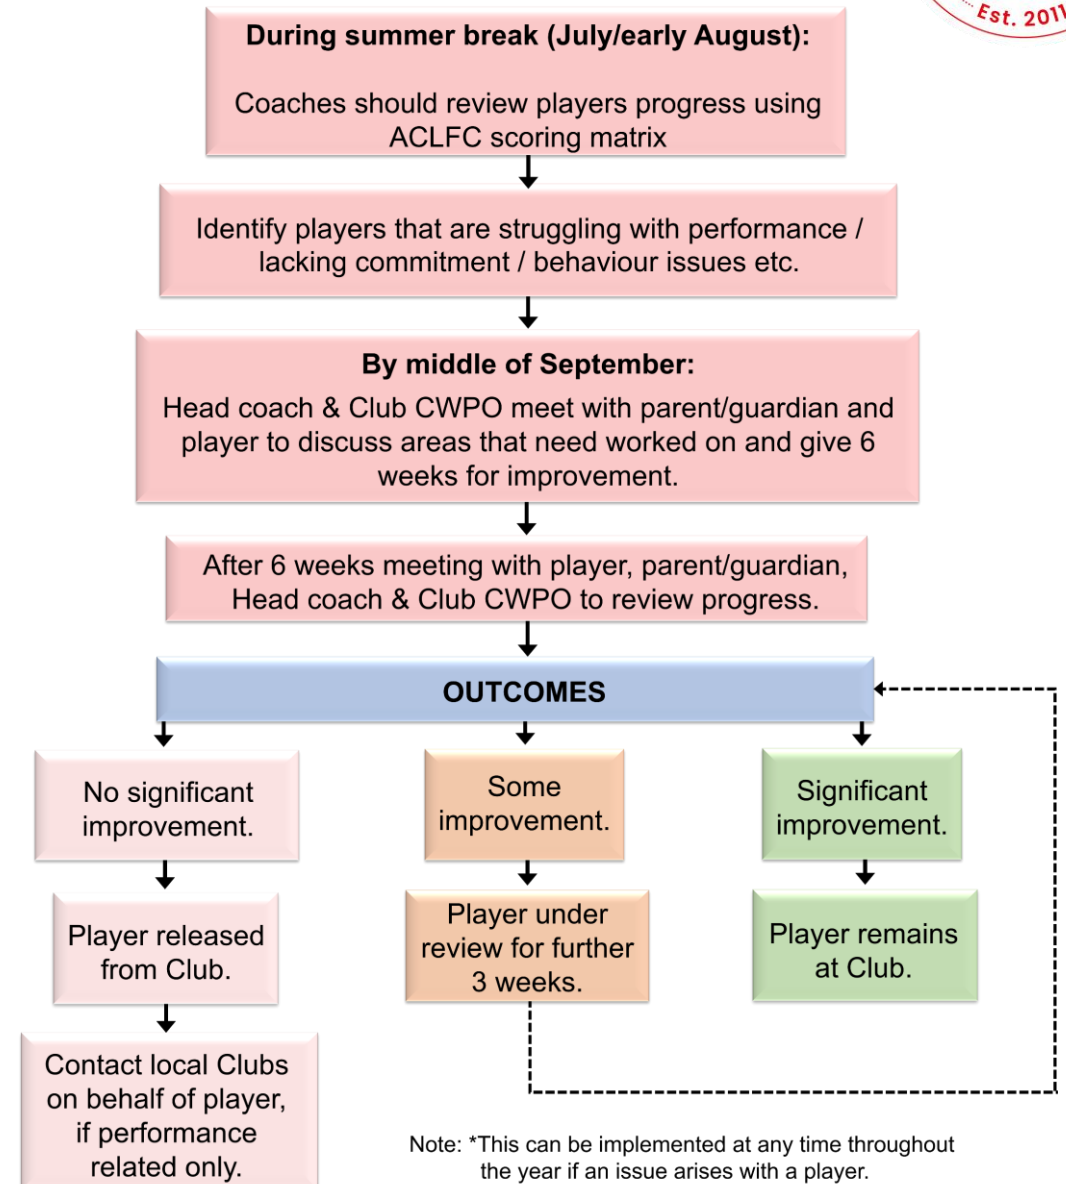 Est. 2011
During summer break (July/early August):
Coaches should review players progress using
ACLFC scoring matrix
Identify players that are struggling with performance /
lacking commitment / behaviour issues etc.
By middle of September:
Head coach & Club CWPO meet with parent/guardian and
player to discuss areas that need worked on and give 6
weeks for improvement.
After 6 weeks meeting with player, parent/guardian,
Head coach & Club CWPO to review progress.
OUTCOMES
No significant
improvement.
Some
improvement.
Significant
improvement.
Player released
from Club.
Player under
review for further
3 weeks.
Player remains
at Club.
Contact local Clubs
on behalf of player,
if performance
related only.
Note: *This can be implemented at any time throughout
the year if an issue arises with a player.